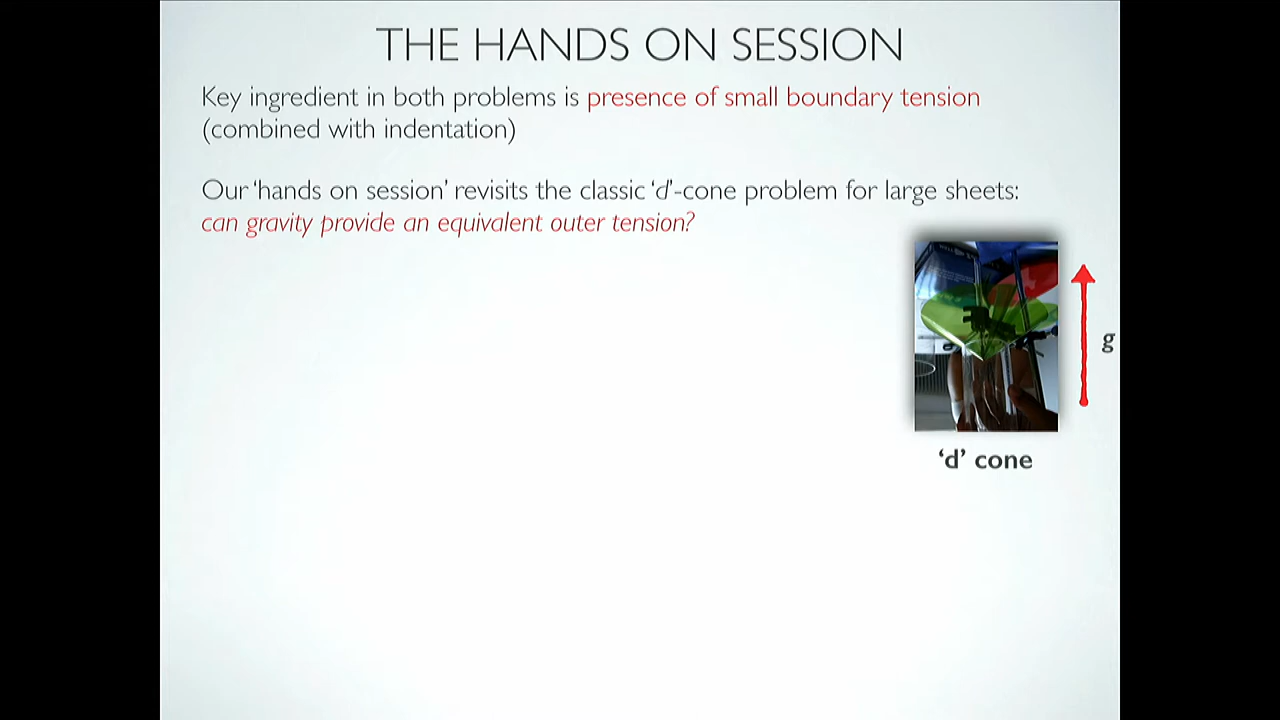 THE HANDS ON SESSION
Key ingredient in both problems is presence of small boundary tension
(combined with indentation)
Our ‘hands on session’ revisits the classic ‘d’-cone problem for large sheets:
can gravity provide an equivalent outer tension?
g
‘d’ cone